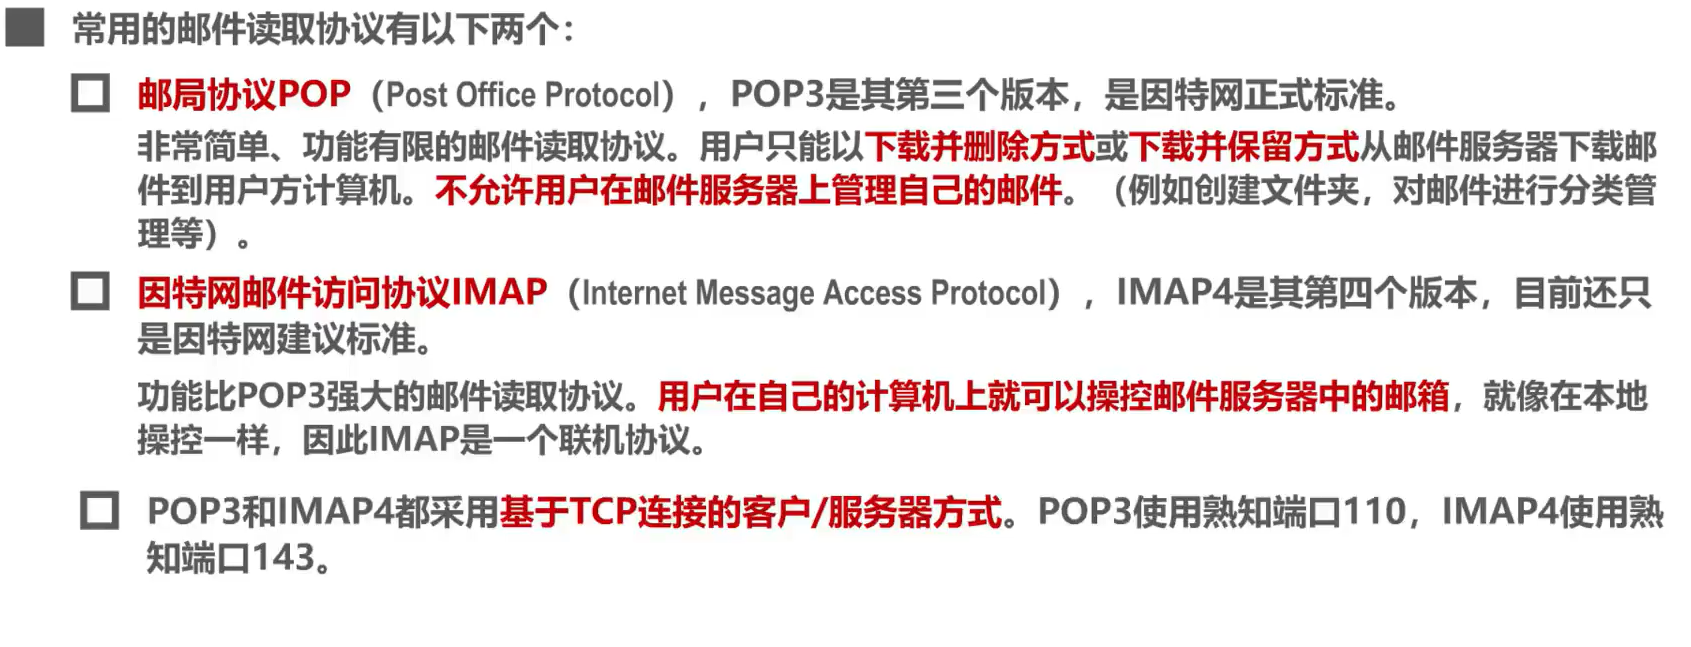 常用的邮件读取协议有以下两个：
邮局协议POP（Post Office Protocol），POP3是其第三个版本，是因特网正式标准。
非常简单、功能有限的邮件读取协议。用户只能以下载并删除方式或下载并保留方式从邮件服务器下载邮
件到用户方计算机。不允许用户在邮件服务器上管理自己的邮件。（例如创建文件夹，对邮件进行分类管
理等）。
因特网邮件访问协议IMAP（Internet Message Access Protocol），IMAP4是其第四个版本，目前还只
是因特网建议标准。
功能比POP3强大的邮件读取协议。用户在自己的计算机上就可以操控邮件服务器中的邮箱，就像在本地
操控一样，因此IMAP是一个联机协议。
POP3和IMAP4都采用基于TCP连接的客户/服务器方式。POP3使用熟知端口110，IMAP4使用熟
知端口143。